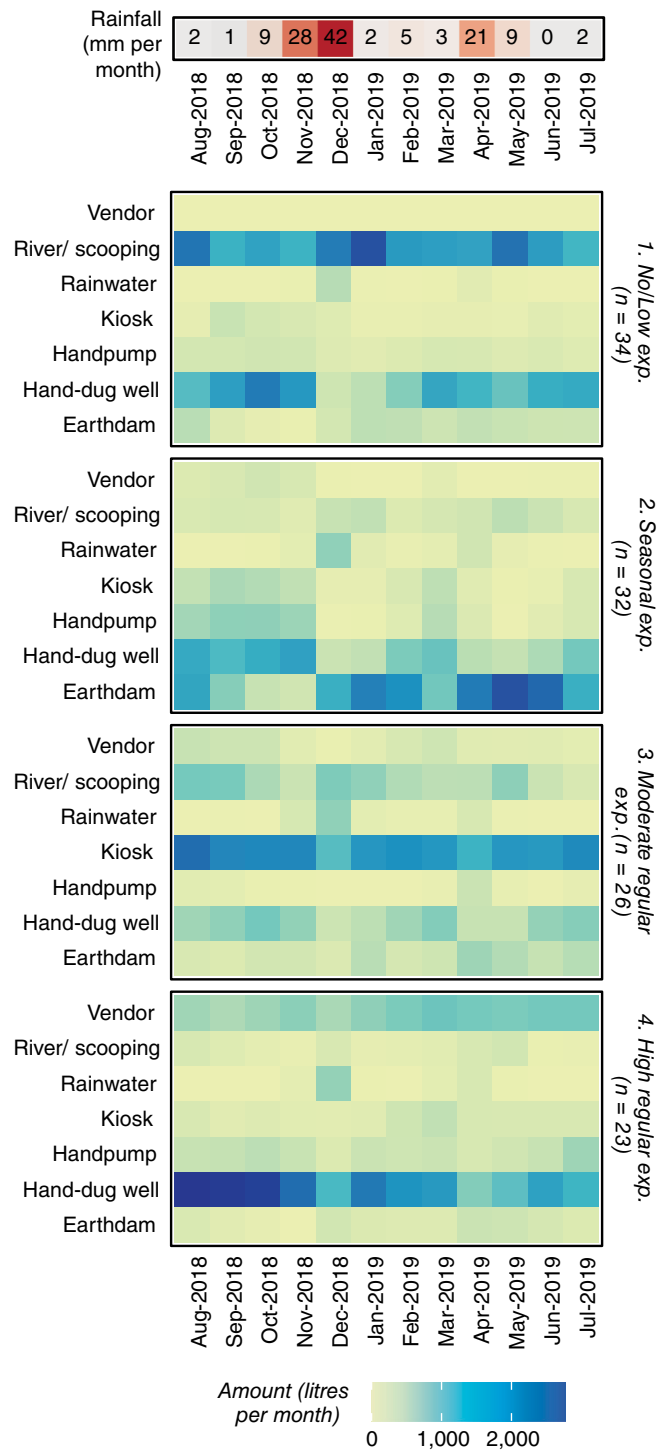 Rainfall
(mm per
month)
2 1 9 28 42 2 5 3 21 9 0 2
Aug-2018 Sep-2018 Oct-2018 Nov-2018 Dec-2018 Jan-2019 Feb-2019 Mar-2019 Apr-2019 May-2019 Jun-2019 Jul-2019
Vendor
River/ scooping
Rainwater
Kiosk
Handpump
Hand-dug well
Earthdam
1. No/Low exp.
(n = 34)
Vendor
River/ scooping
Rainwater
Kiosk
Handpump
Hand-dug well
Earthdam
2. Seasonal exp.
(n = 32)
Vendor
River/ scooping
Rainwater
Kiosk
Handpump
Hand-dug well
Earthdam
3. Moderate regular
exp.(n = 26)
Vendor
River/ scooping
Rainwater
Kiosk
Handpump
Hand-dug well
Earthdam
4. High regular exp.
(n = 23)
Aug-2018 Sep-2018 Oct-2018 Nov-2018 Dec-2018 Jan-2019 Feb-2019 Mar-2019 Apr-2019 May-2019 Jun-2019 Jul-2019
Amount (litres
per month)
0 1,000 2,000